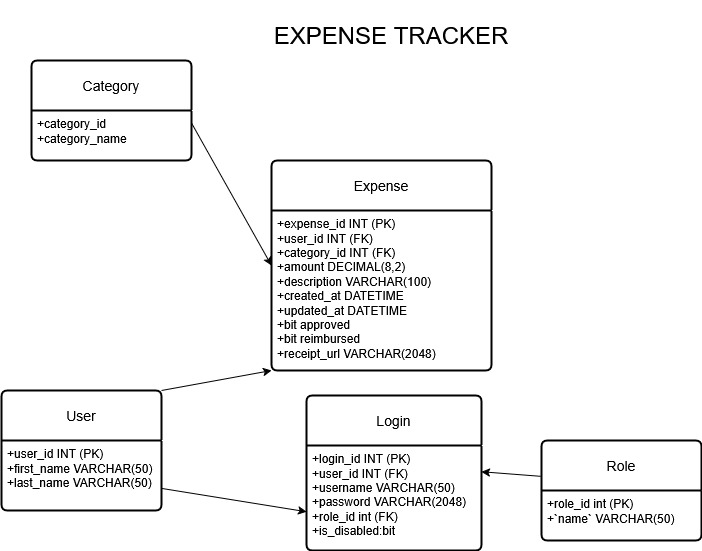 EXPENSE TRACKER
Category
+category_id
+category_name
Expense
+expense_id INT (PK)
+user_id INT (FK)
+category_id INT (FK)
+amount DECIMAL(8,2)
+description VARCHAR(100)
+created_at DATETIME
+updated_at DATETIME
+bit approved
+bit reimbursed
+receipt_url VARCHAR(2048)
User
+user_id INT (PK)
+first_name VARCHAR(50)
+last_name VARCHAR(50)
Login
+login_id INT (PK)
+user_id INT (FK)
+username VARCHAR(50)
+password VARCHAR(2048)
+role_id int (FK)
+is_disabled:bit
Role
+role_id int (PK)
+`name` VARCHAR(50)